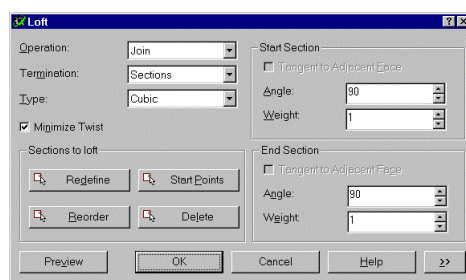 Loft
Operation: Join
Termination: Sections
Type: Cubic
Minimize Twist
Sections to loft
Redefine Start Points
Reorder Delete
Start Section
Tangent to Adjacent Face
Angle: 90
Weight: 1
End Section
Tangent to Adjacent Face
Angle: 90
Weight: 1
Preview OK Cancel Help >>